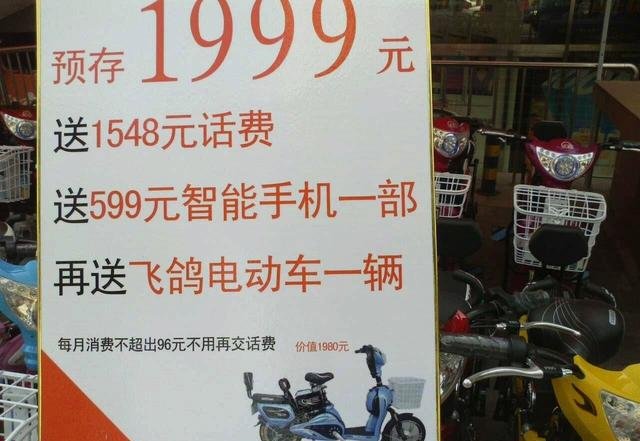 预存1999元
送1548元话费
送599元智能手机一部
再送飞鸽电动车一辆
每月消费不超出96元不用再交话费 价值1980元